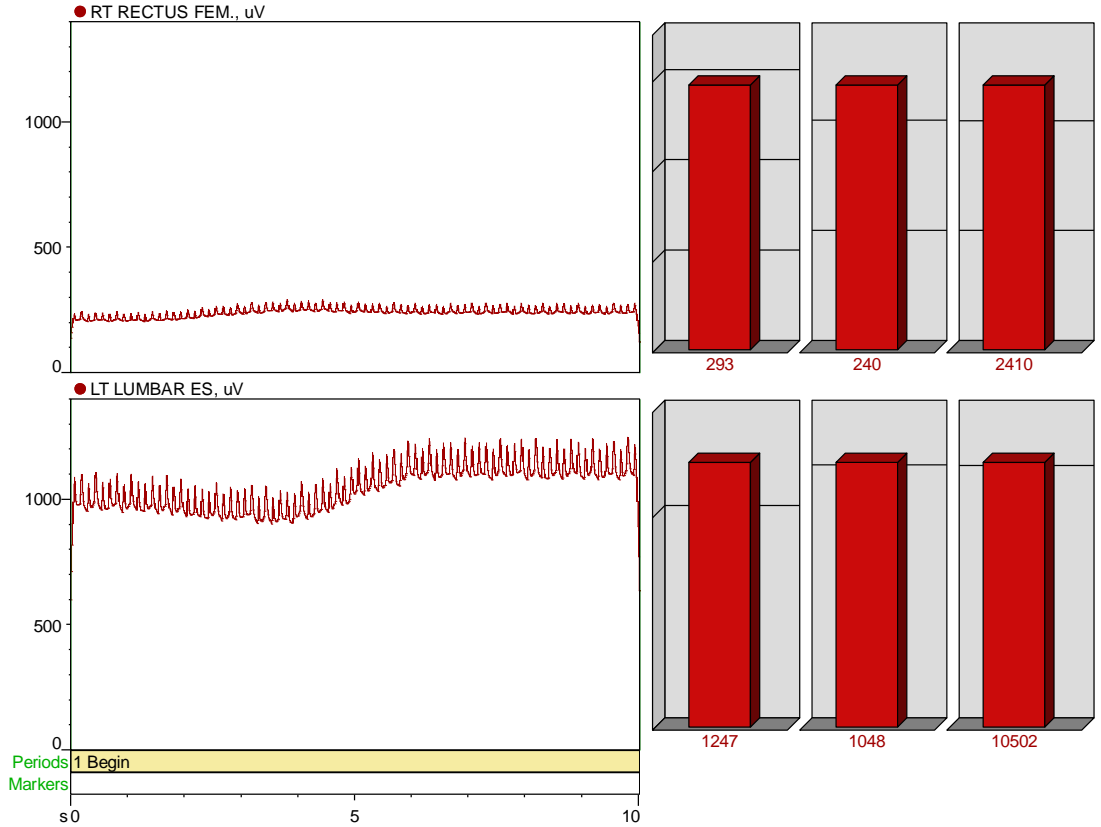 RT RECTUS FEM., uV
1000
500
0
293 240 2410
LT LUMBAR ES, uV
1000
500
0
1247 1048 10502
Periods 1 Begin
Markers
s 0 5 10